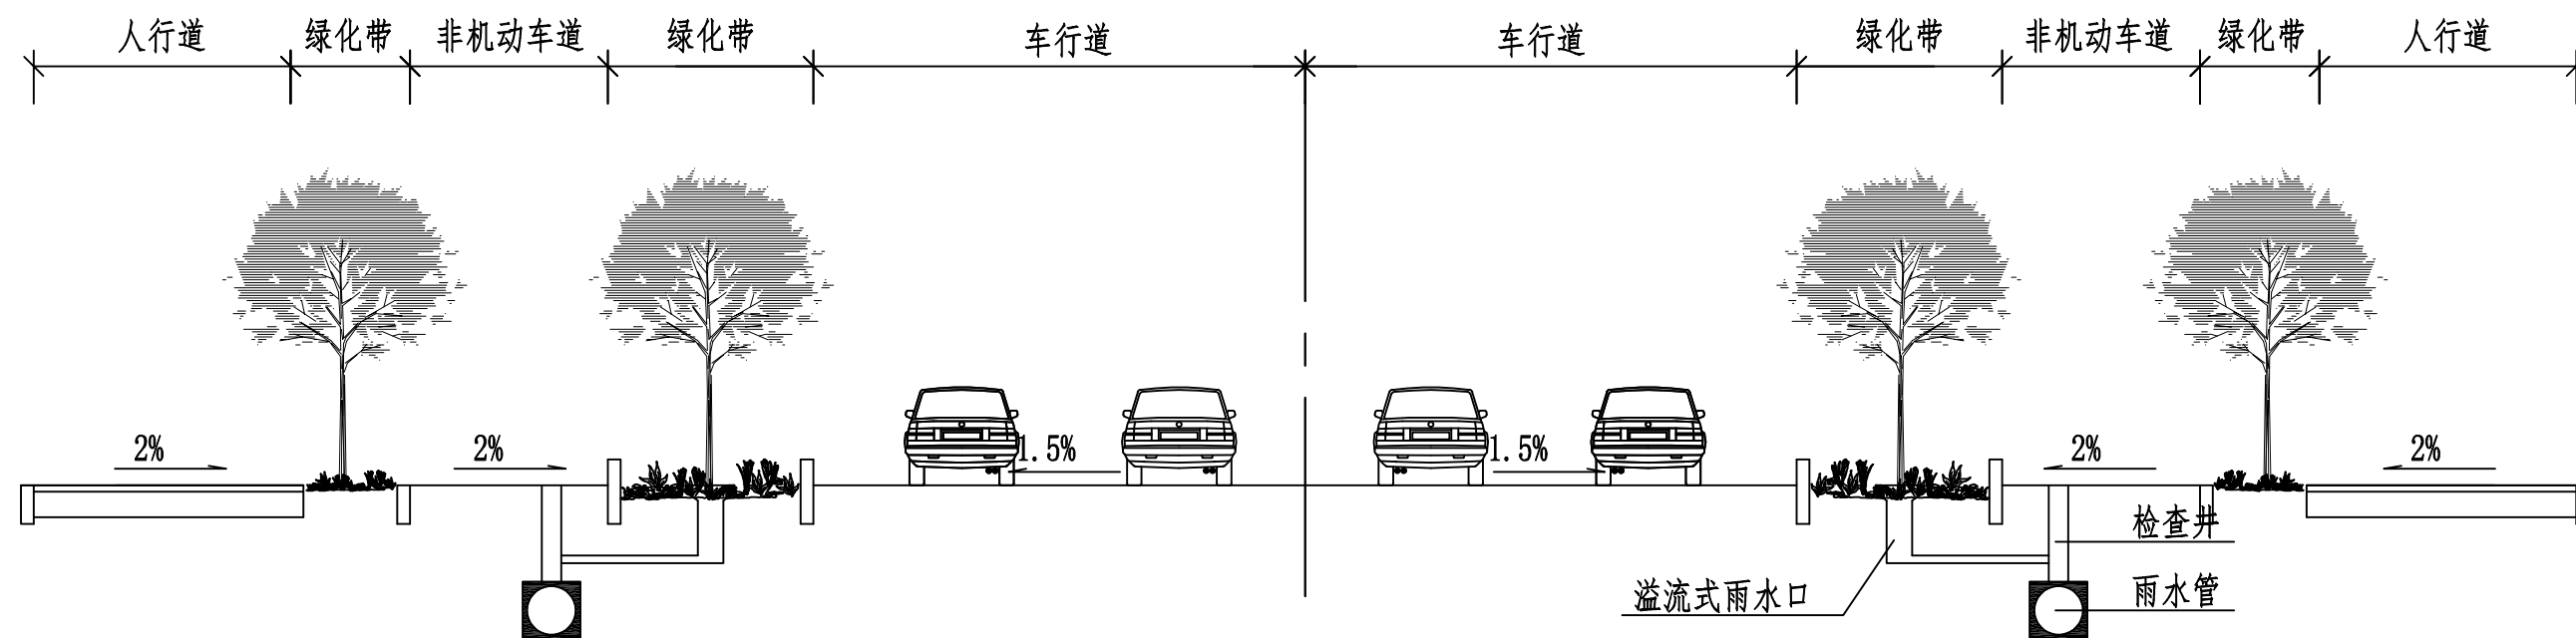 人行道
绿化带
非机动车道
绿化带
车行道
车行道
绿化带
非机动车道
绿化带
人行道
2%
2%
1.5%
1.5%
2%
2%
检查井
溢流式雨水口
雨水管